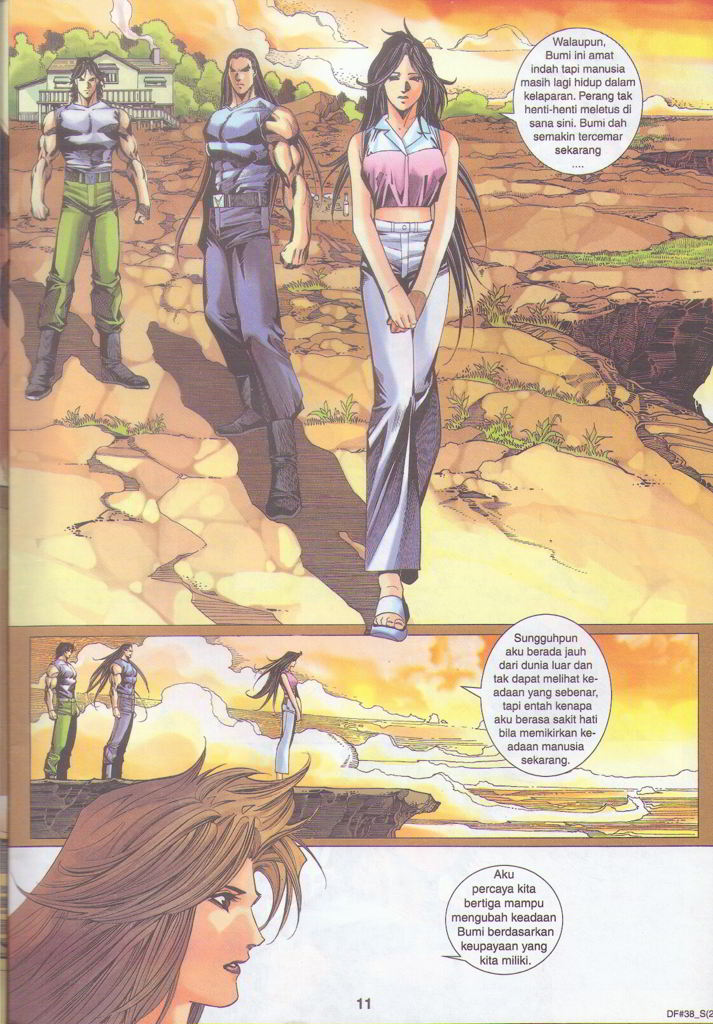 Walaupun,
Bumi ini amat
indah tapi manusia
masih lagi hidup dalam
kelaparan. Perang tak
henti-henti meletus di
sana sini. Bumi dah
semakin tercemar
sekarang
....
Sungguhpun
aku berada jauh
dari dunia luar dan
tak dapat melihat ke-
adaan yang sebenar,
tapi entah kenapa
aku berasa sakit hati
bila memikirkan ke-
adaan manusia
sekarang.
Aku
percaya kita
bertiga mampu
mengubah keadaan
Bumi berdasarkan
keupayaan yang
kita miliki.
11
DF#38_S(2